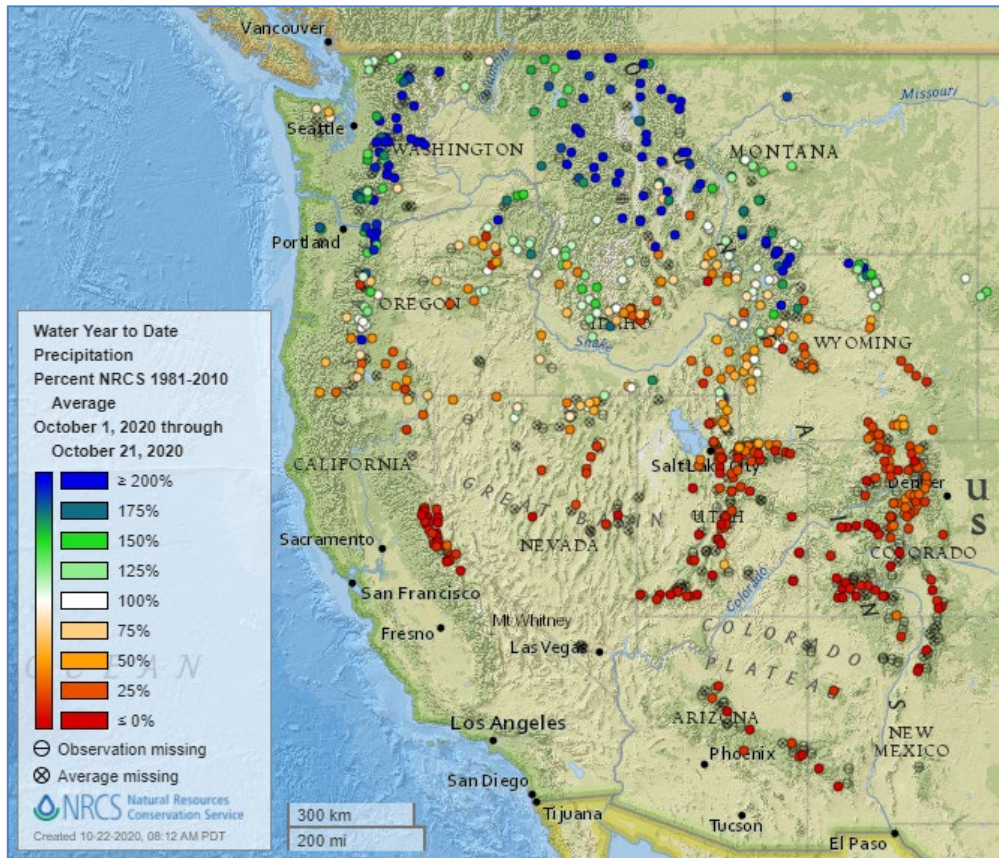 Vancouver
Okanoga
Missouri
Seattle
WASHINGTON
MONTANA
Portland
OREGON
IDAHO
Snake
WYOMING
Water Year to Date
Precipitation
Percent NRCS 1981-2010
Average
October 1, 2020 through
October 21, 2020
≥ 200%
175%
150%
125%
100%
75%
50%
25%
≤ 0%
Observation missing
Average missing
NRCS Natural Resources
Conservation Service
Created 10-22-2020, 08:12 AM PDT
CALIFORNIA
Salt Lake City
Denver
U
S
GREAT BASIN
UTAH
NEVADA
COLORADO
Sacramento
San Francisco
Colorado
Mt Whitney
Fresno
Las Vegas
COLORADO
PLATEAU
OCEAN
Los Angeles
ARIZONA
NEW
MEXICO
Phoenix
San Diego
Tijuana
Tucson
El Paso
300 km
200 mi